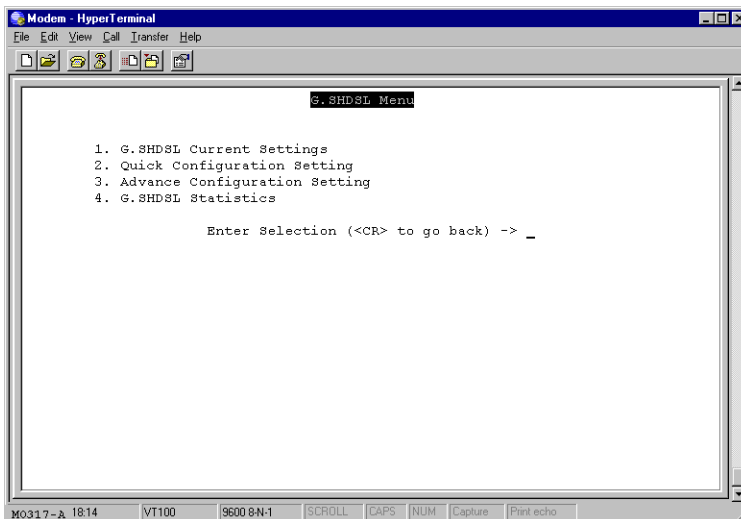 Modem - HyperTerminal
File Edit View Call Transfer Help
G.SHDSL Menu
1. G.SHDSL Current Settings
2. Quick Configuration Setting
3. Advance Configuration Setting
4. G.SHDSL Statistics
Enter Selection (<CR> to go back) -> _
M0317-A 18:14 VT100 9600 8-N-1 SCROLL CAPS NUM Capture Print echo